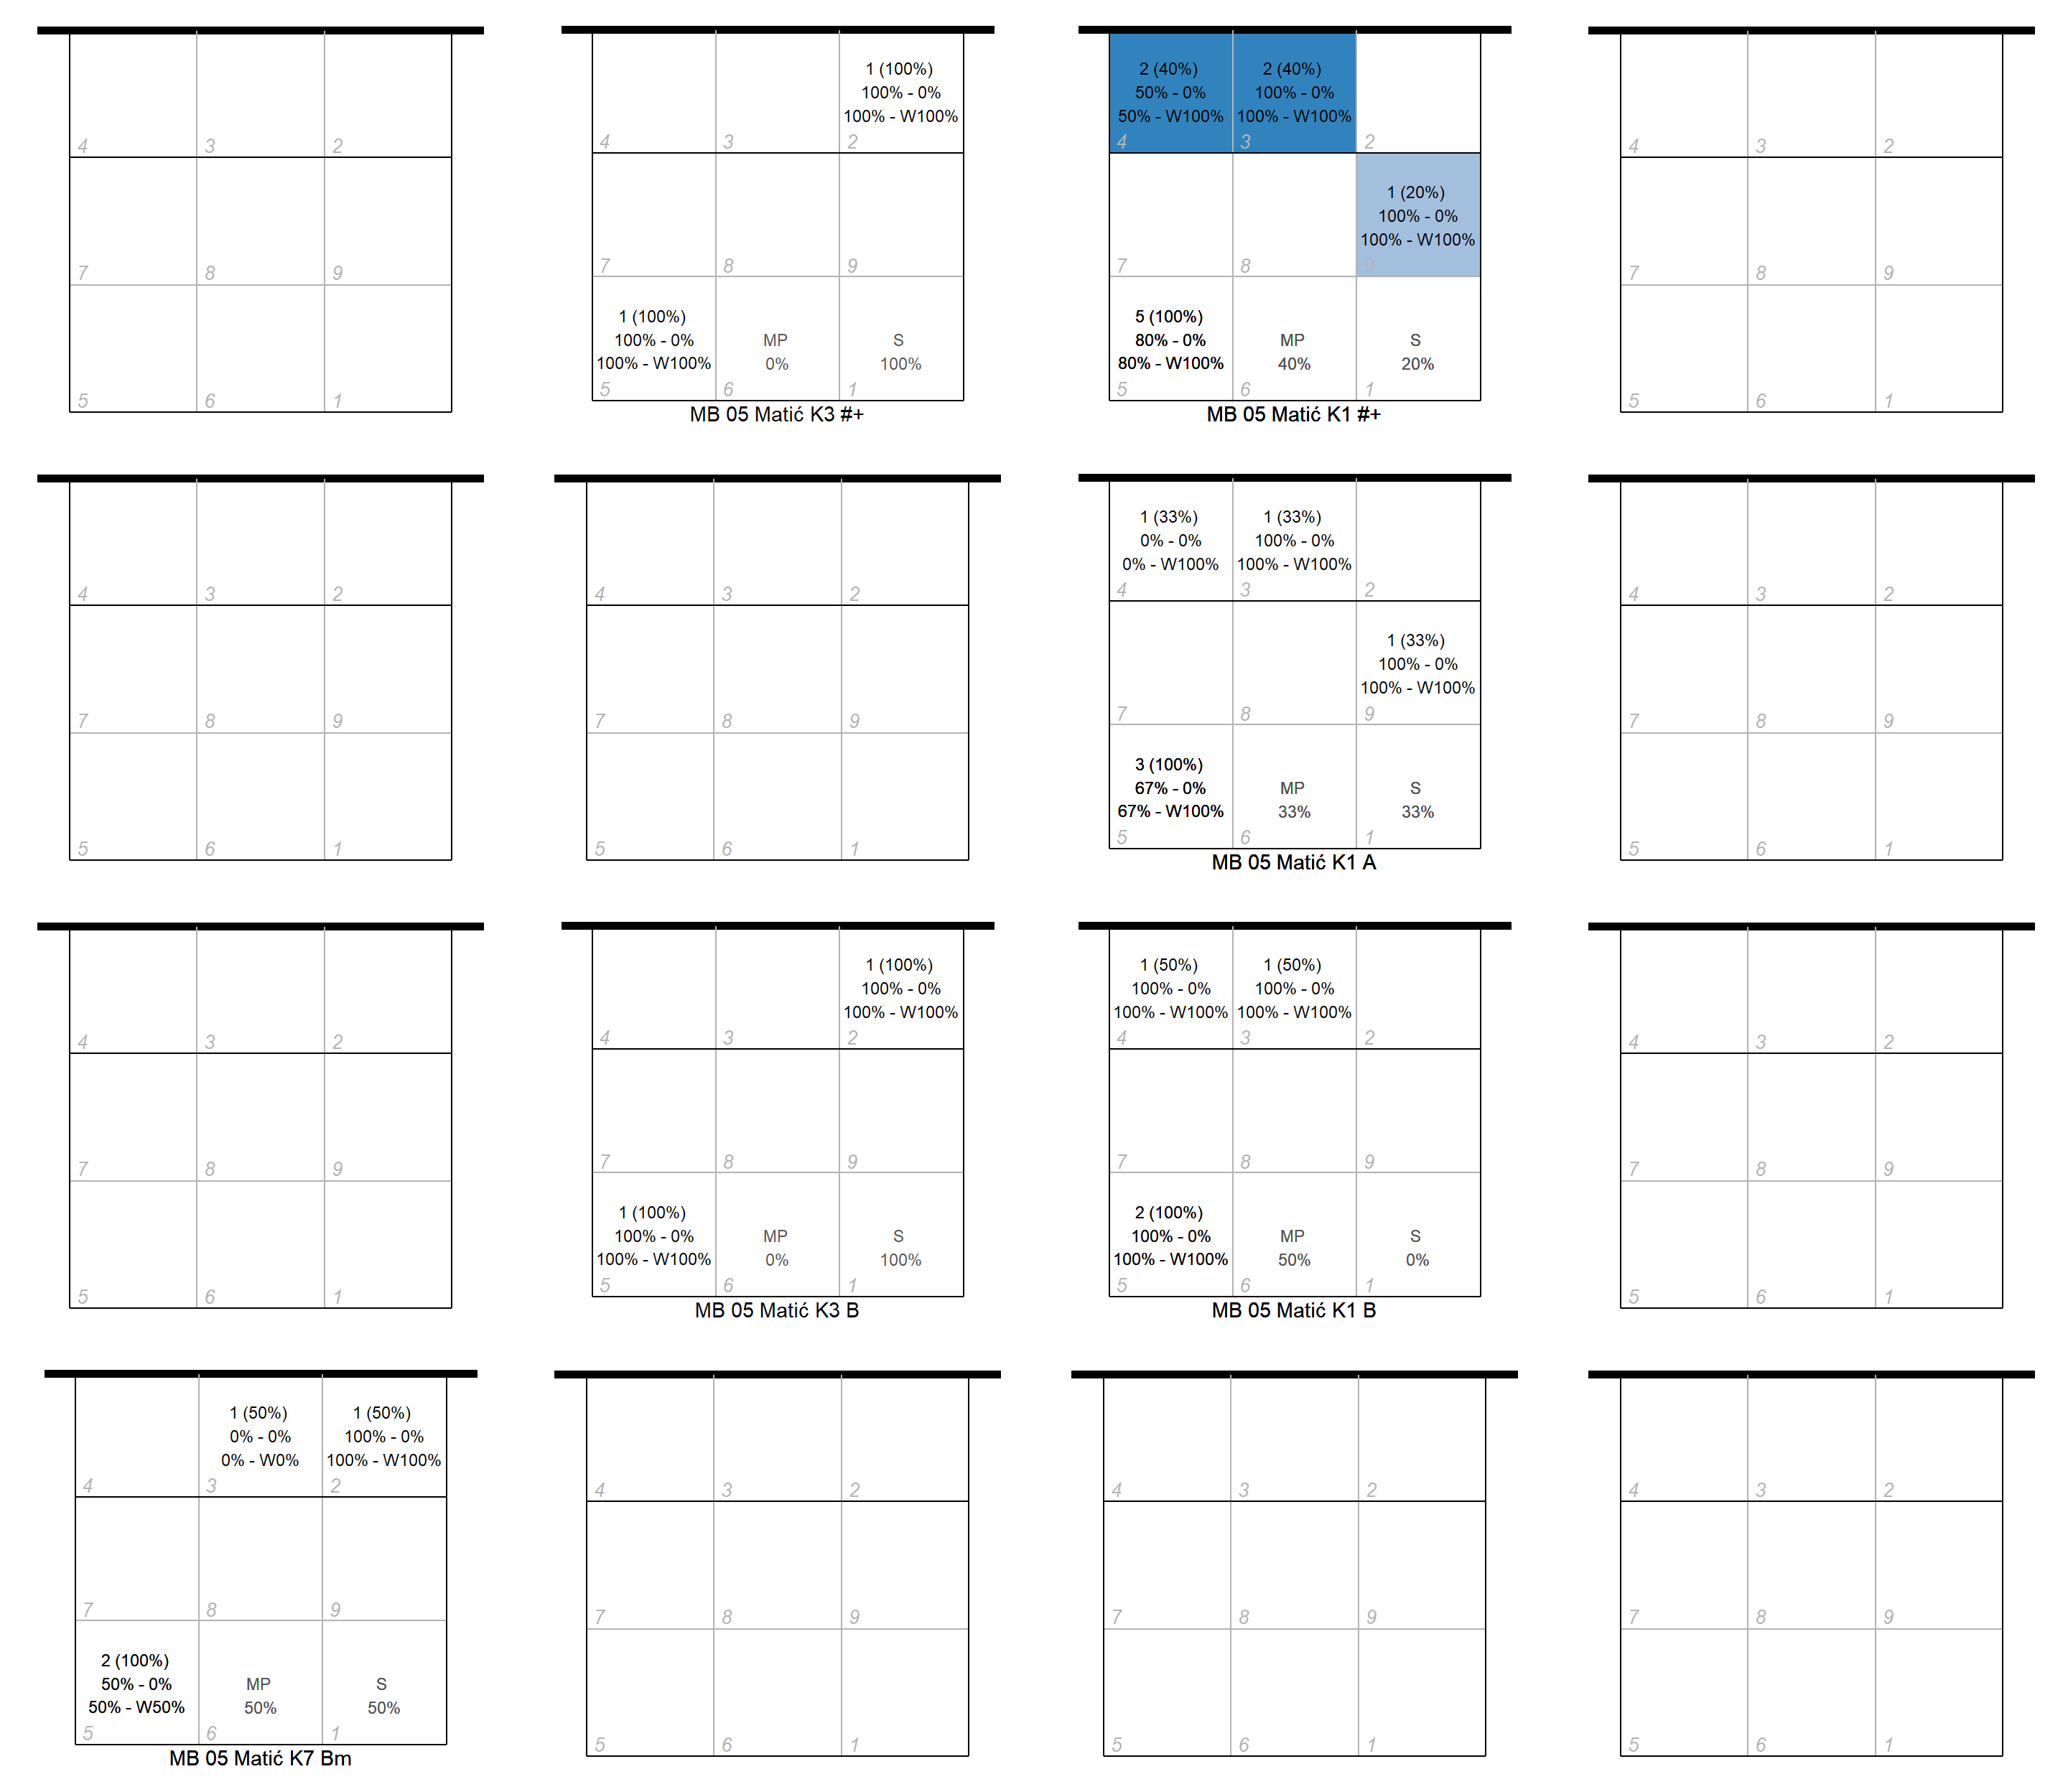 4 3 2
7 8 9
5 6 1
1 (100%)
100% - 0%
100% - W100%
4 3 2
7 8 9
1 (100%)
100% - 0% MP S
100% - W100% 0% 100%
5 6 1
MB 05 Matić K3 #+
2 (40%) 2 (40%)
50% - 0% 100% - 0%
50% - W100% 100% - W100%
4 3 2
1 (20%)
100% - 0%
100% - W100%
7 8 9
5 (100%)
80% - 0% MP S
80% - W100% 40% 20%
5 6 1
MB 05 Matić K1 #+
4 3 2
7 8 9
5 6 1
4 3 2
7 8 9
5 6 1
4 3 2
7 8 9
5 6 1
1 (33%) 1 (33%)
0% - 0% 100% - 0%
0% - W100% 100% - W100%
4 3 2
1 (33%)
100% - 0%
100% - W100%
7 8 9
3 (100%)
67% - 0% MP S
67% - W100% 33% 33%
5 6 1
MB 05 Matić K1 A
4 3 2
7 8 9
5 6 1
4 3 2
7 8 9
5 6 1
1 (100%)
100% - 0%
100% - W100%
4 3 2
7 8 9
1 (100%)
100% - 0% MP S
100% - W100% 0% 100%
5 6 1
MB 05 Matić K3 B
1 (50%) 1 (50%)
100% - 0% 100% - 0%
100% - W100% 100% - W100%
4 3 2
7 8 9
2 (100%)
100% - 0% MP S
100% - W100% 50% 0%
5 6 1
MB 05 Matić K1 B
4 3 2
7 8 9
5 6 1
1 (50%) 1 (50%)
0% - 0% 100% - 0%
0% - W0% 100% - W100%
4 3 2
7 8 9
2 (100%)
50% - 0% MP S
50% - W50% 50% 50%
5 6 1
MB 05 Matić K7 Bm
4 3 2
7 8 9
5 6 1
4 3 2
7 8 9
5 6 1
4 3 2
7 8 9
5 6 1